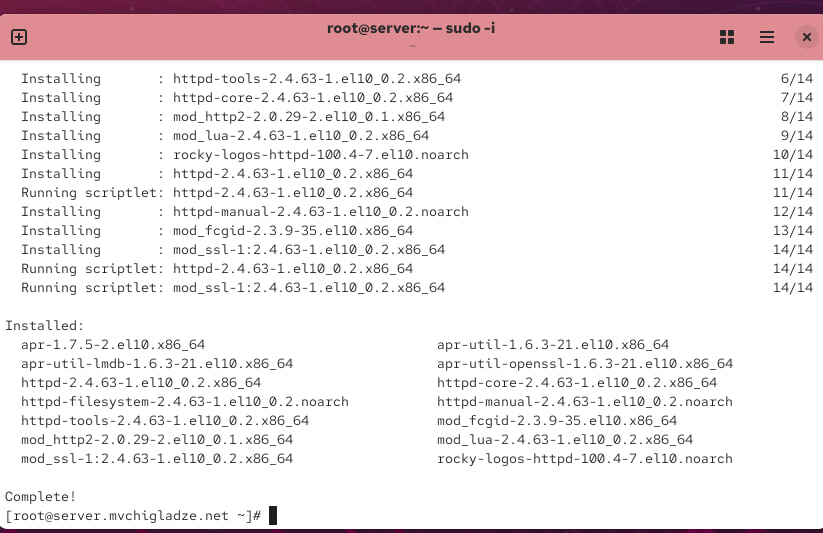 root@server:~ — sudo -i
~
Installing       : httpd-tools-2.4.63-1.el10_0.2.x86_64 6/14
Installing       : httpd-core-2.4.63-1.el10_0.2.x86_64 7/14
Installing       : mod_http2-2.0.29-2.el10_0.1.x86_64 8/14
Installing       : mod_lua-2.4.63-1.el10_0.2.x86_64 9/14
Installing       : rocky-logos-httpd-100.4-7.el10.noarch 10/14
Installing       : httpd-2.4.63-1.el10_0.2.x86_64 11/14
Running scriptlet: httpd-2.4.63-1.el10_0.2.x86_64 11/14
Installing       : httpd-manual-2.4.63-1.el10_0.2.noarch 12/14
Installing       : mod_fcgid-2.3.9-35.el10.x86_64 13/14
Installing       : mod_ssl-1:2.4.63-1.el10_0.2.x86_64 14/14
Running scriptlet: httpd-2.4.63-1.el10_0.2.x86_64 14/14
Running scriptlet: mod_ssl-1:2.4.63-1.el10_0.2.x86_64 14/14
Installed:
apr-1.7.5-2.el10.x86_64 apr-util-1.6.3-21.el10.x86_64
apr-util-lmdb-1.6.3-21.el10.x86_64 apr-util-openssl-1.6.3-21.el10.x86_64
httpd-2.4.63-1.el10_0.2.x86_64 httpd-core-2.4.63-1.el10_0.2.x86_64
httpd-filesystem-2.4.63-1.el10_0.2.noarch httpd-manual-2.4.63-1.el10_0.2.noarch
httpd-tools-2.4.63-1.el10_0.2.x86_64 mod_fcgid-2.3.9-35.el10.x86_64
mod_http2-2.0.29-2.el10_0.1.x86_64 mod_lua-2.4.63-1.el10_0.2.x86_64
mod_ssl-1:2.4.63-1.el10_0.2.x86_64 rocky-logos-httpd-100.4-7.el10.noarch
Complete!
[root@server.mvchigladze.net ~]#